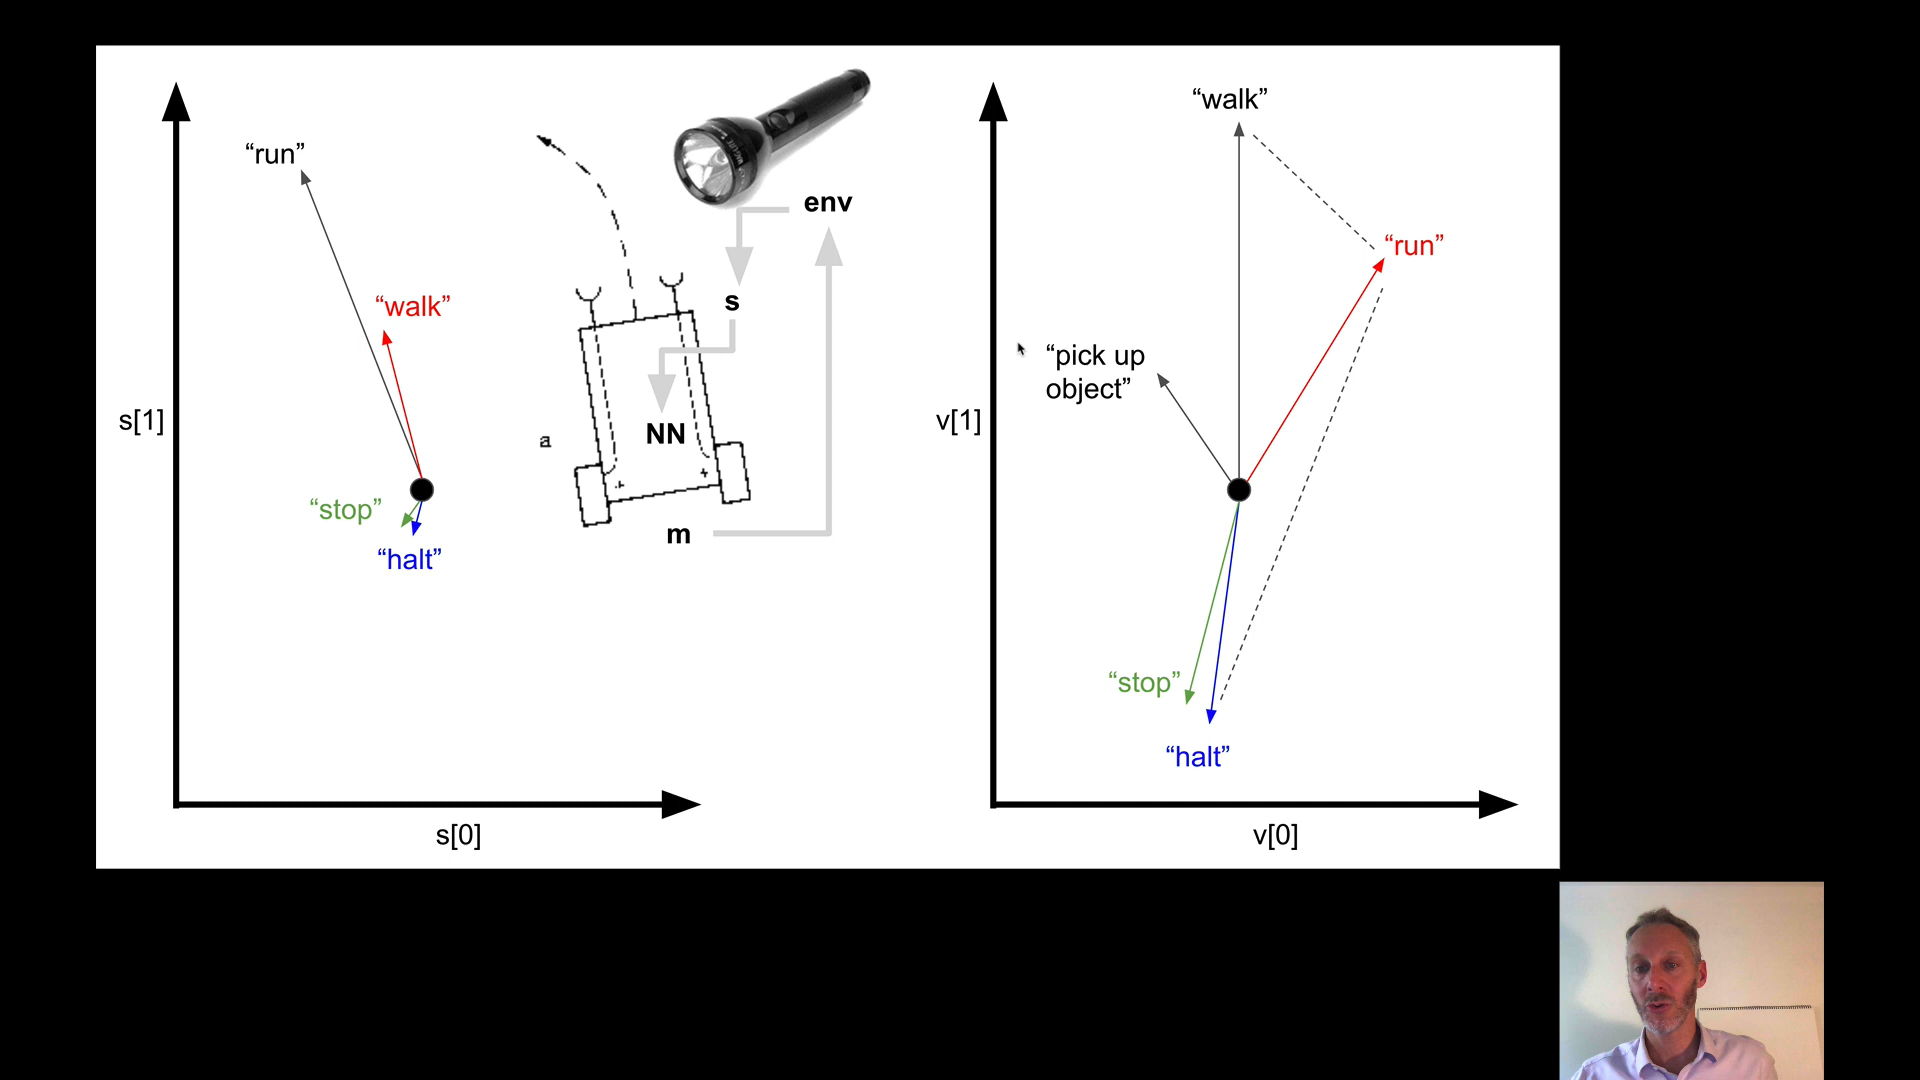 “run”
“walk”
s[1]
“stop”
“halt”
s[0]
env
s
NN
a
m
“walk”
“run”
“pick up
object”
v[1]
“stop”
“halt”
v[0]